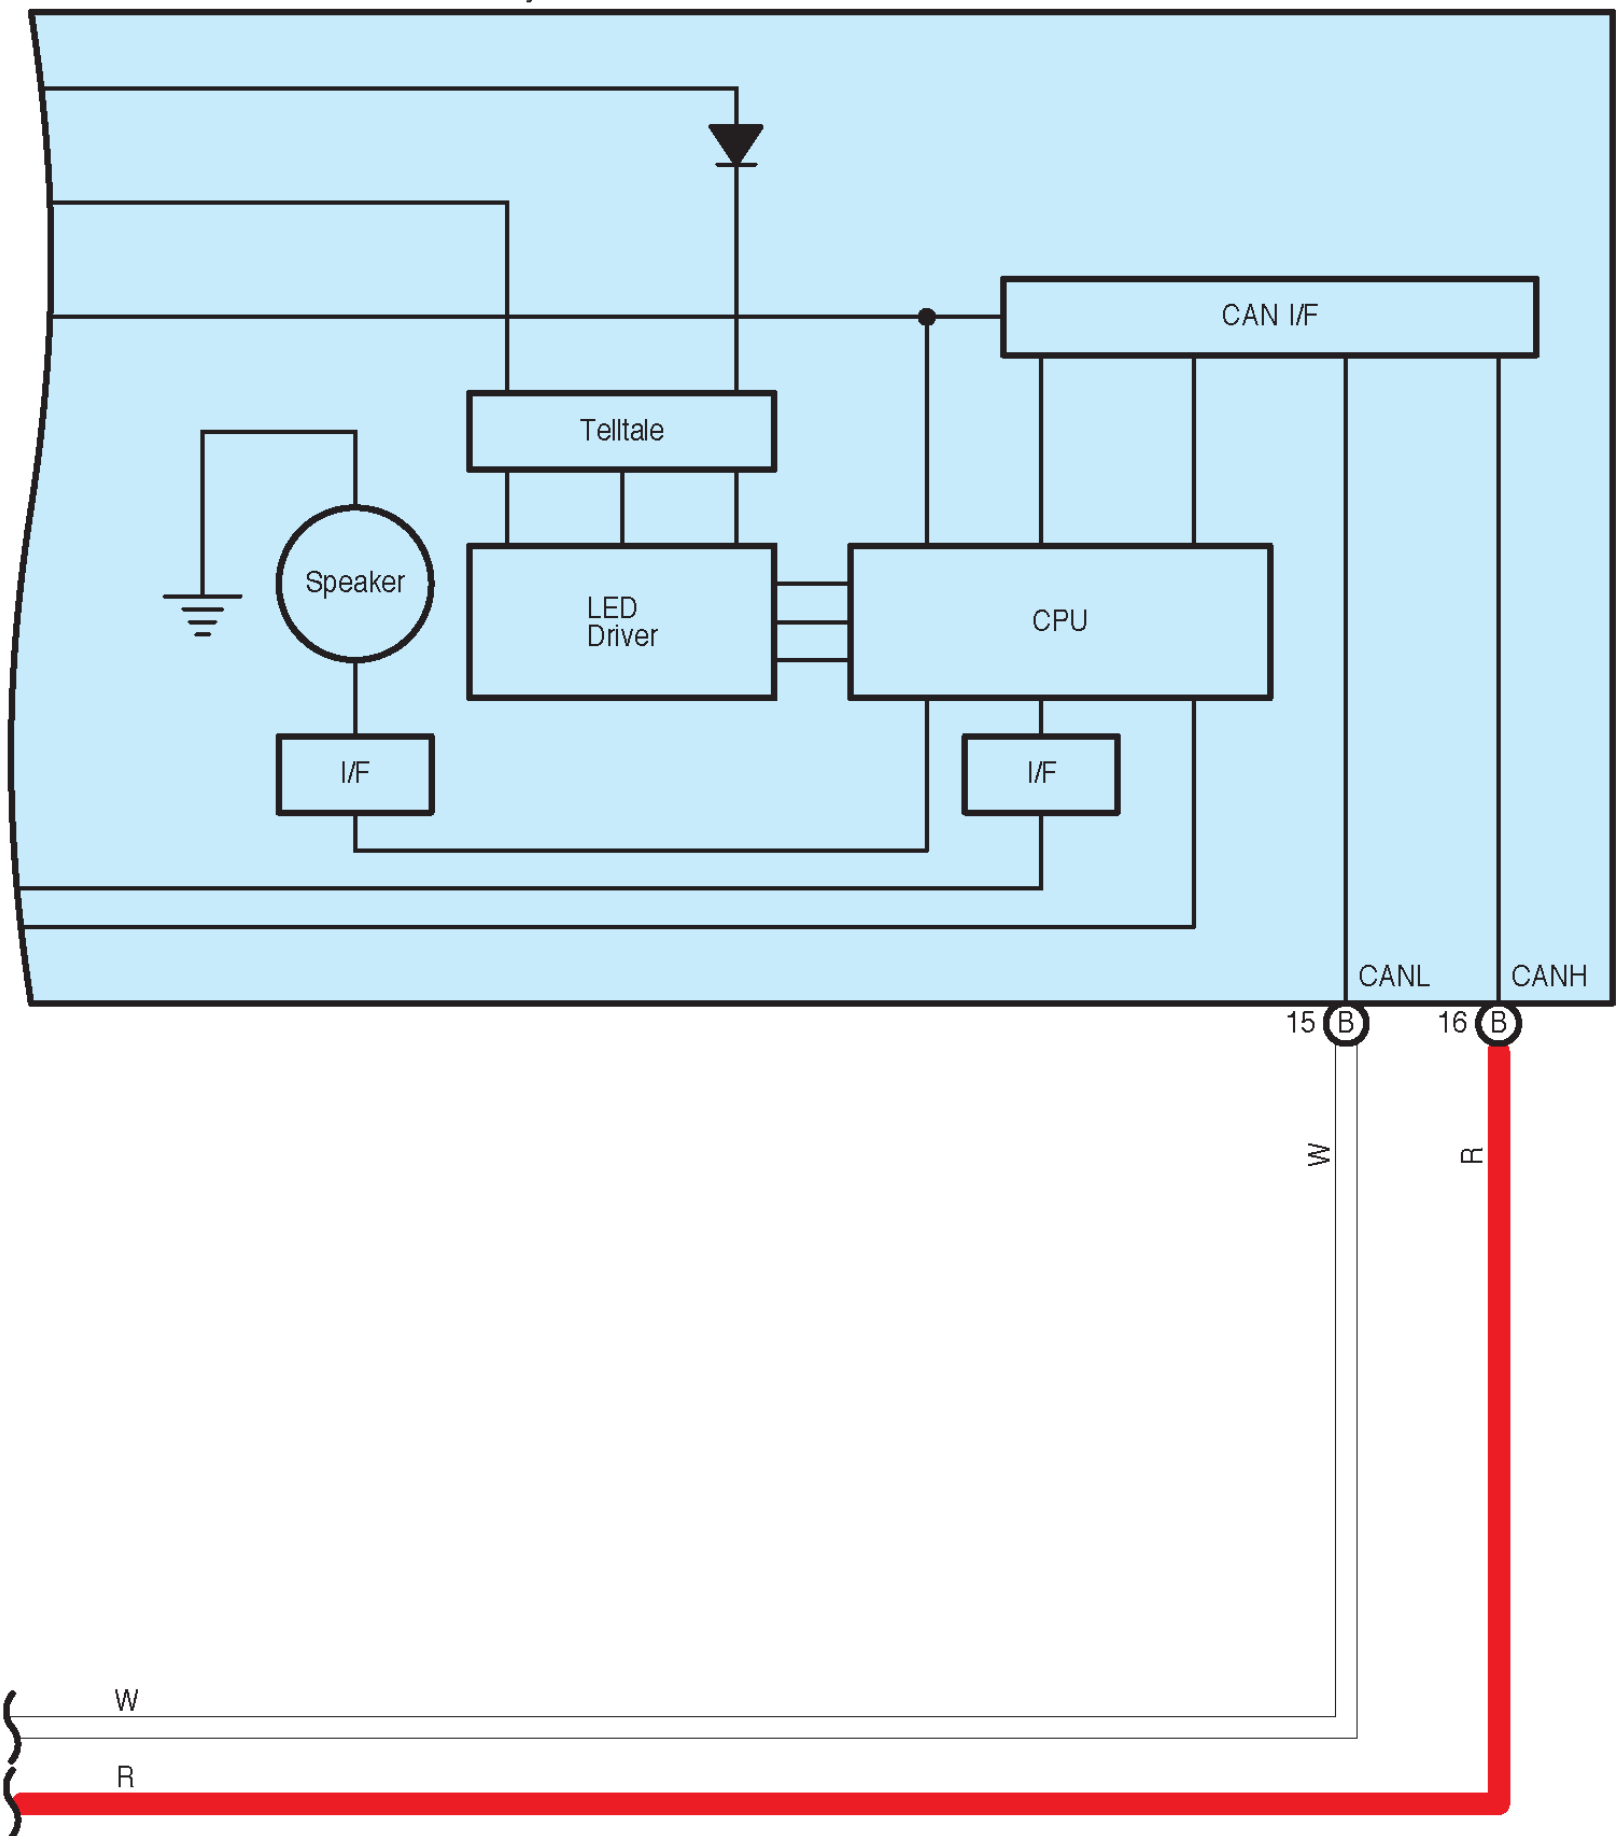 CAN I/F
Telltale
Speaker
LED
Driver
CPU
I/F
I/F
CANL
CANH
15 B
16 B
W
R
W
R